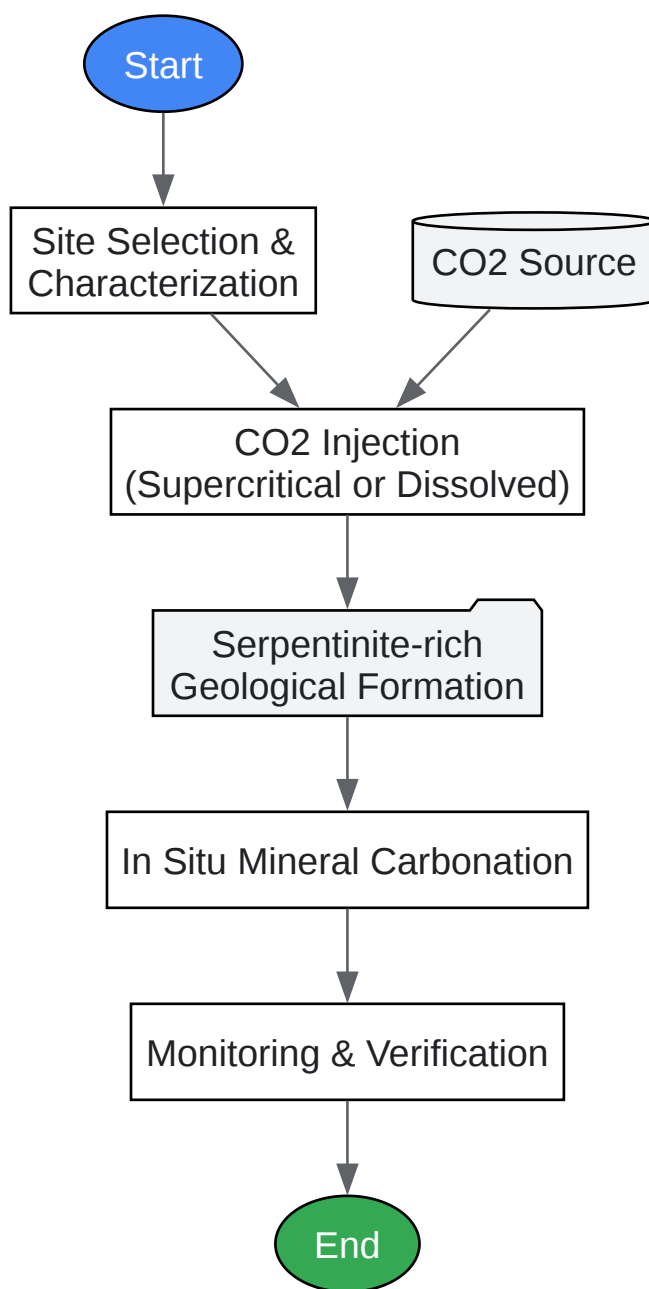 Start
Site Selection &
Characterization
CO2 Source
CO2 Injection
(Supercritical or Dissolved)
Serpentinite-rich
Geological Formation
In Situ Mineral Carbonation
Monitoring & Verification
End